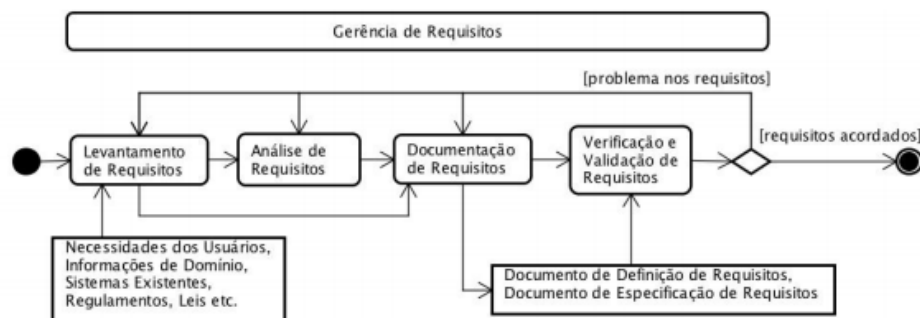 Gerência de Requisitos
[problema nos requisitos]
[requisitos acordados]
Levantamento
de Requisitos
Análise de
Requisitos
Documentação
de Requisitos
Verificação e
Validação de
Requisitos
Necessidades dos Usuários,
Informações de Domínio,
Sistemas Existentes,
Regulamentos, Leis etc.
Documento de Definição de Requisitos,
Documento de Especificação de Requisitos